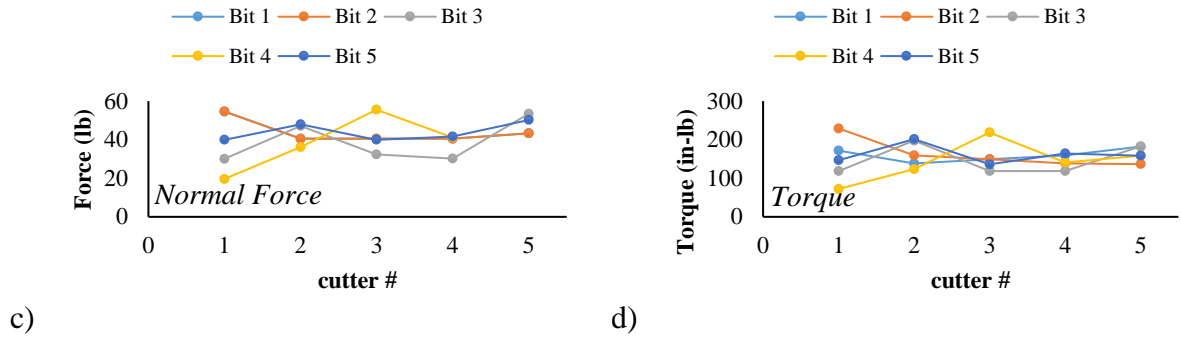 Bit 1 Bit 2 Bit 3
Bit 4 Bit 5
60
40
20
0
Force (lb)
Normal Force
0 1 2 3 4 5
cutter #
c)
Bit 1 Bit 2 Bit 3
Bit 4 Bit 5
300
200
100
0
Torque (in-lb)
Torque
0 1 2 3 4 5
cutter #
d)